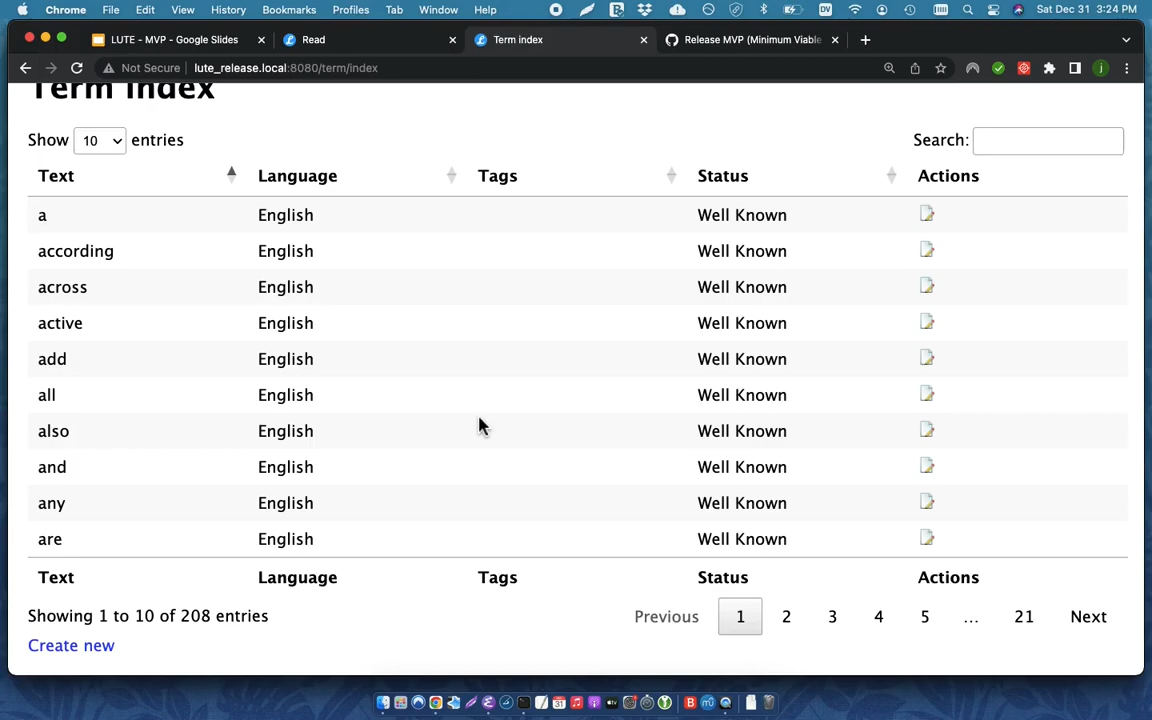 Chrome File Edit View History Bookmarks Profiles Tab Window Help DV Sat Dec 31 3:24 PM
LUTE - MVP - Google Slides Read Term index Release MVP (Minimum Viable
Not Secure lute_release.local:8080/term/index j
Term Index
Show 10 entries Search:
Text Language Tags Status Actions
a English Well Known
according English Well Known
across English Well Known
active English Well Known
add English Well Known
all English Well Known
also English Well Known
and English Well Known
any English Well Known
are English Well Known
Text Language Tags Status Actions
Showing 1 to 10 of 208 entries Previous 1 2 3 4 5 ... 21 Next
Create new